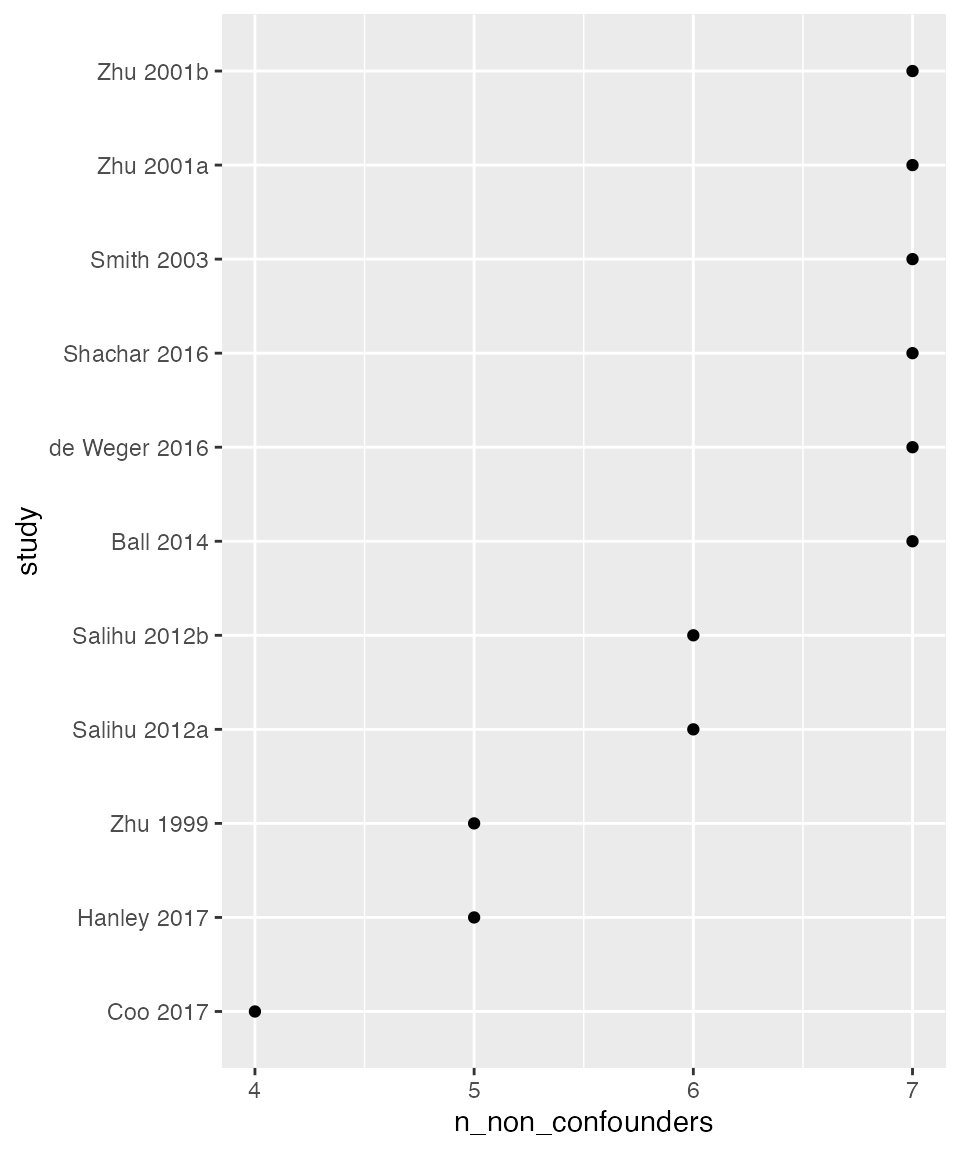 Zhu 2001b
Zhu 2001a
Smith 2003
Shachar 2016
de Weger 2016
Ball 2014
Salihu 2012b
Salihu 2012a
Zhu 1999
Hanley 2017
Coo 2017
study
4 5 6 7
n_non_confounders